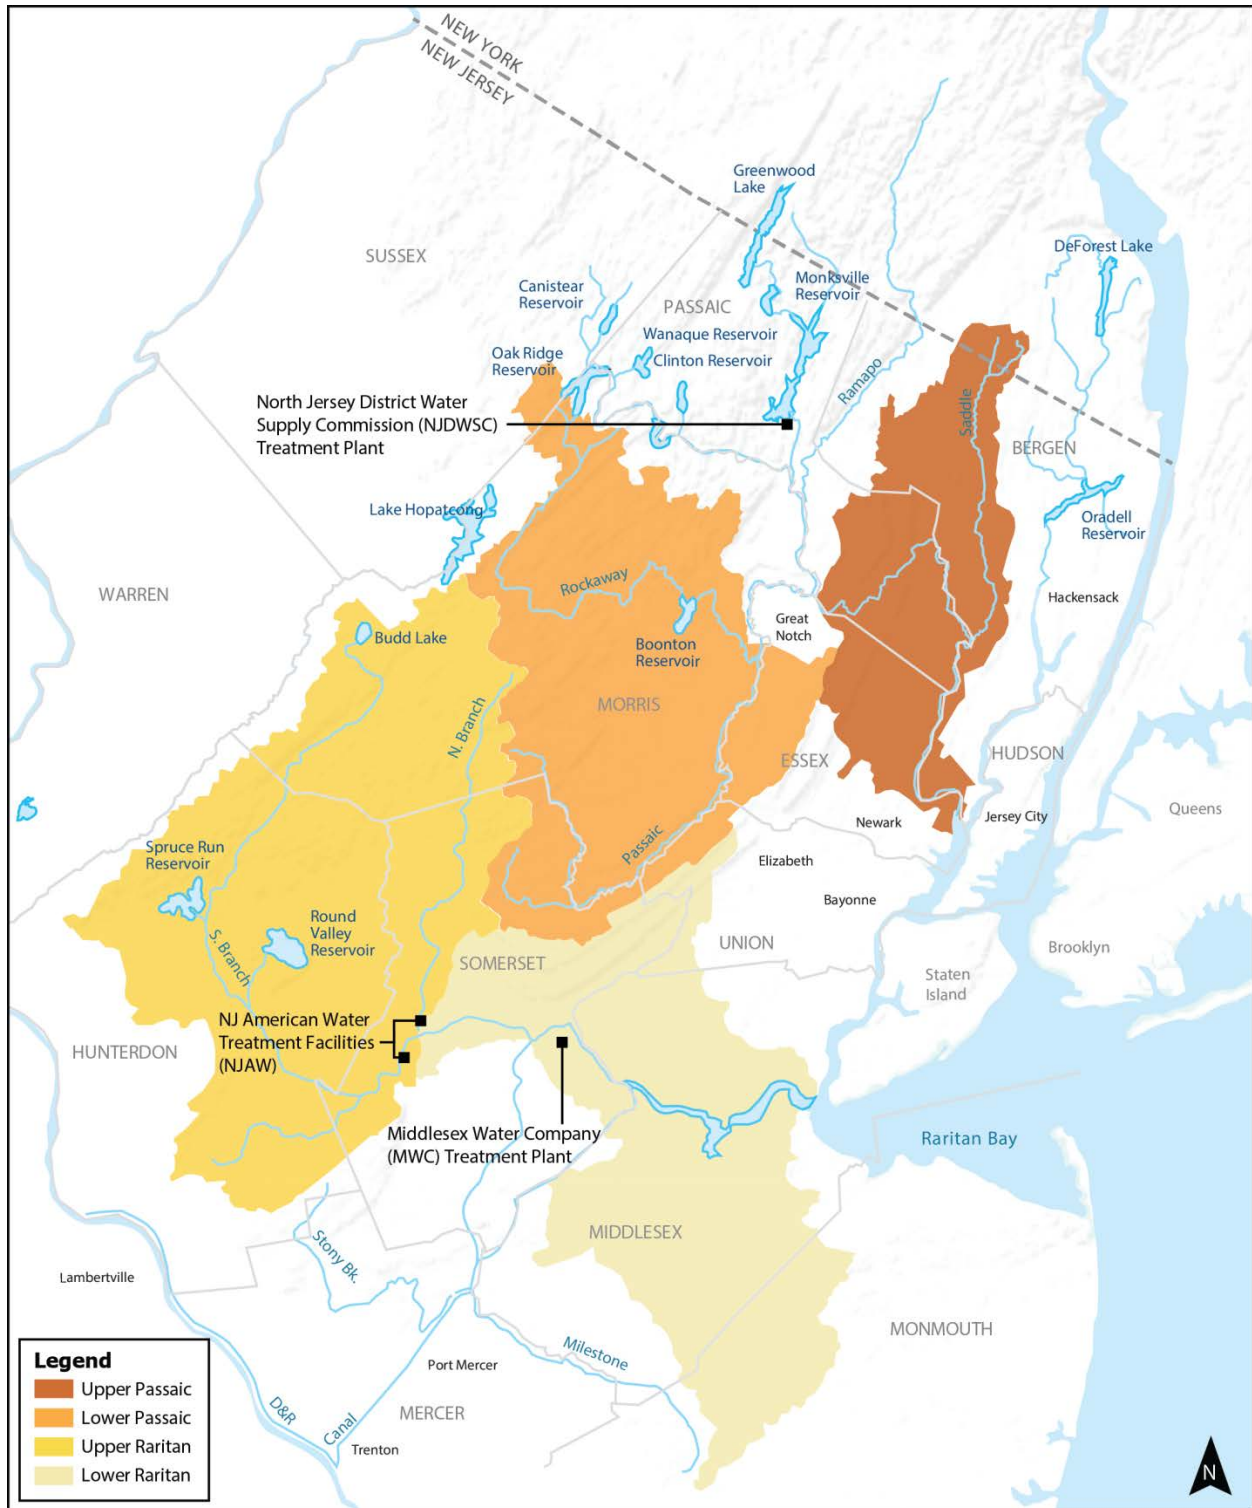 NEW YORK
NEW JERSEY
Greenwood
Lake
DeForest Lake
SUSSEX
Canistear
Reservoir
PASSAIC
Monksville
Reservoir
Wanaque Reservoir
Clinton Reservoir
Oak Ridge
Reservoir
Ramapo
Saddle
North Jersey District Water
Supply Commission (NJDWSC)
Treatment Plant
BERGEN
Lake Hopatcong
Oradell
Reservoir
WARREN
Rockaway
Hackensack
Great
Notch
Budd Lake
Boonton
Reservoir
N. Branch
MORRIS
ESSEX
HUDSON
Queens
Newark
Jersey City
Passaic
Spruce Run
Reservoir
Elizabeth
Bayonne
Round
Valley
Reservoir
S. Branch
SOMERSET
UNION
Brooklyn
Staten
Island
NJ American Water
Treatment Facilities
(NJAW)
HUNTERDON
Middlesex Water Company
(MWC) Treatment Plant
Raritan Bay
MIDDLESEX
Stony Bk.
Lambertville
MONMOUTH
Milestone
Port Mercer
D&R
Canal
MERCER
Trenton
Legend
Upper Passaic
Lower Passaic
Upper Raritan
Lower Raritan
N